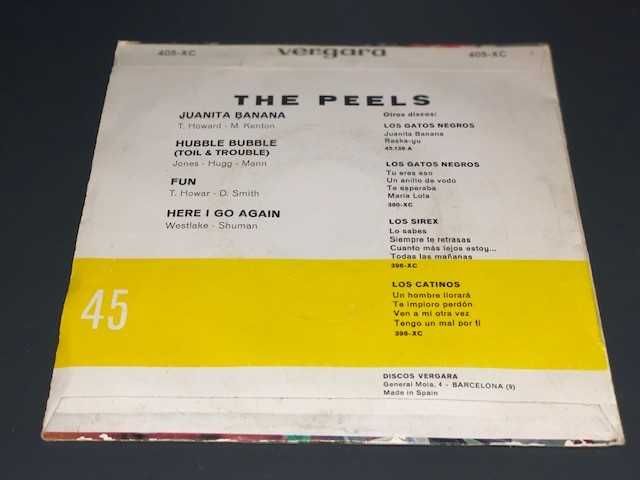 405-XC vergara 405-XC
THE PEELS
JUANITA BANANA
T. Howard - M. Kenton
HUBBLE BUBBLE
(TOIL & TROUBLE)
Jones - Hugg - Mann
FUN
T. Howar - D. Smith
HERE I GO AGAIN
Westlake - Shuman
Otros discos:
LOS GATOS NEGROS
Juanita Banana
Raska-yu
45.139 A
LOS GATOS NEGROS
Tu eres eso
Un anillo de vodo
Te esperaba
María Lola
390-XC
LOS SIREX
Lo sabes
Siempre te retrasas
Cuanto más lejos estoy...
Todas las mañanas
396-XC
LOS CATINOS
Un hombre llorará
Te imploro perdón
Ven a mi otra vez
Tengo un mal por ti
398-XC
45
DISCOS VERGARA
General Mola, 4 - BARCELONA (9)
Made in Spain